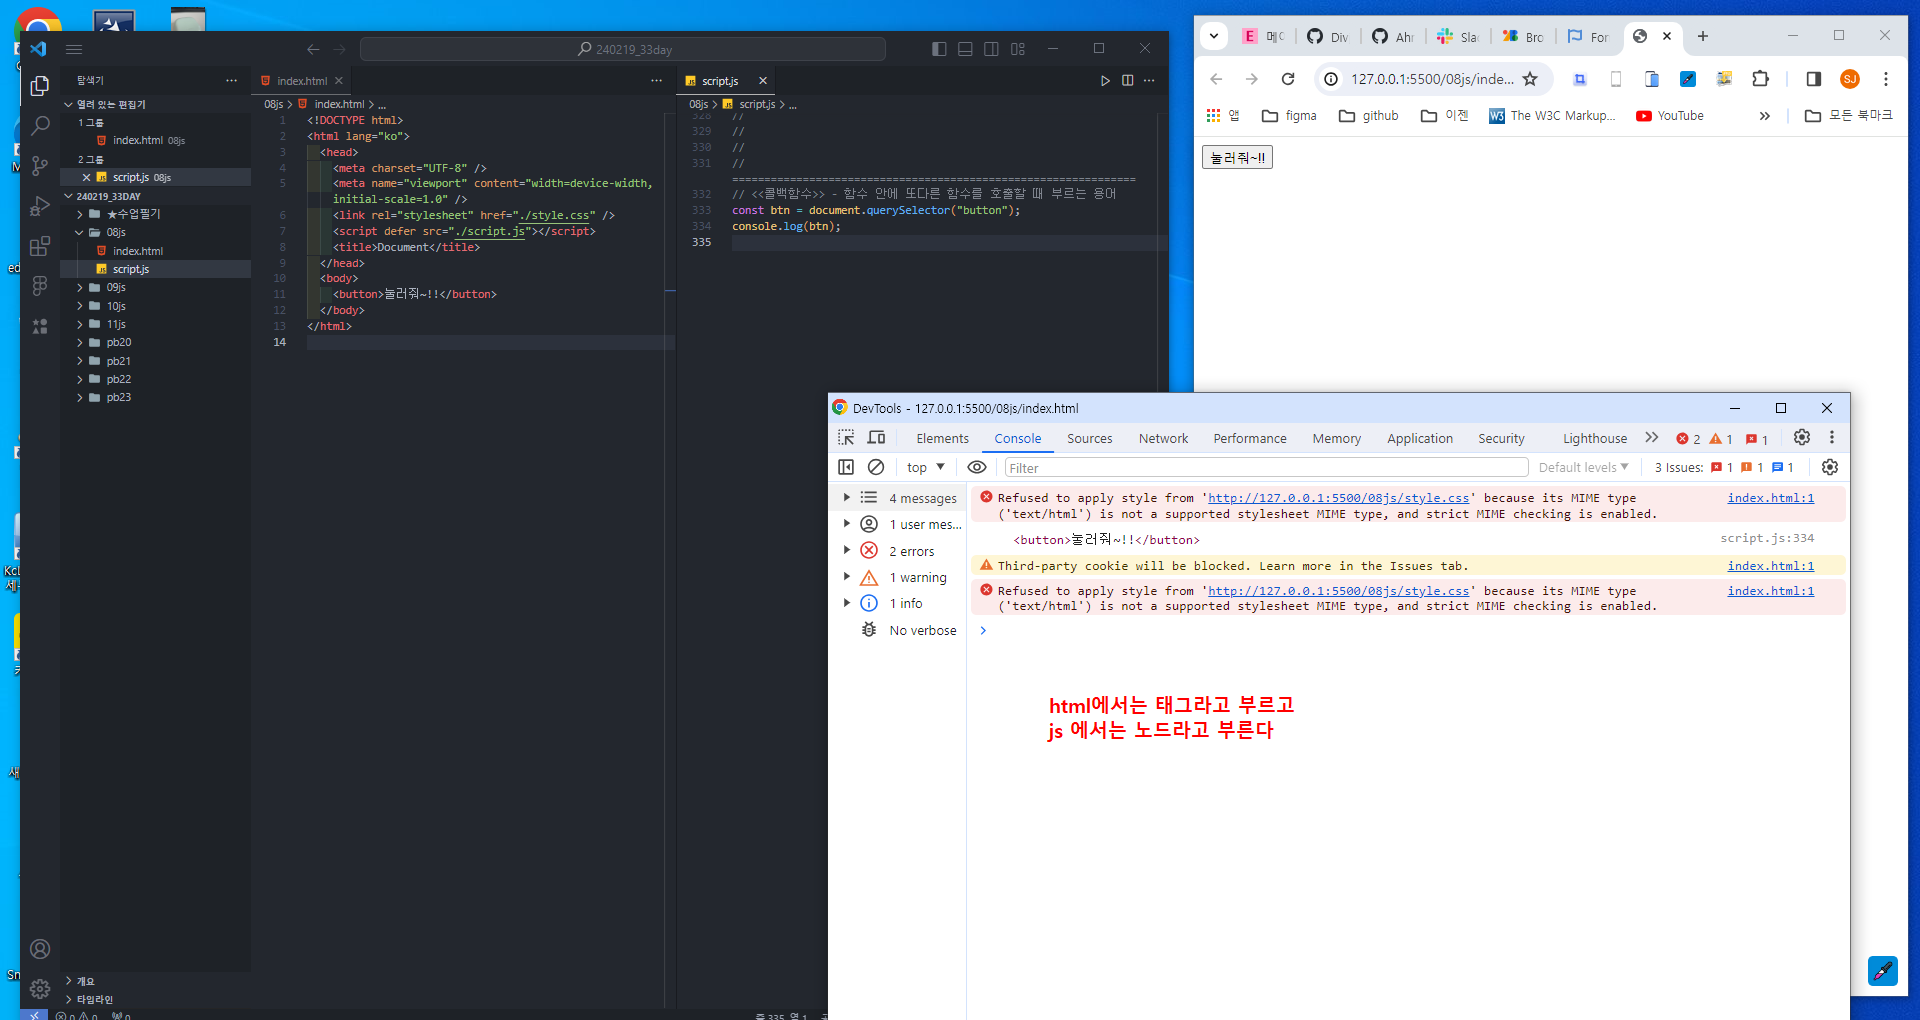 240219_33day
탐색기
열려 있는 편집기
1 그룹
index.html 08js
2 그룹
script.js 08js
240219_33DAY
★수업필기
08js
index.html
script.js
09js
10js
11js
pb20
pb21
pb22
pb23
개요
타임라인
index.html
08js > index.html > ...
1 <!DOCTYPE html>
2 <html lang="ko">
3 <head>
4 <meta charset="UTF-8" />
5 <meta name="viewport" content="width=device-width,
initial-scale=1.0" />
6 <link rel="stylesheet" href="./style.css" />
7 <script defer src="./script.js"></script>
8 <title>Document</title>
9 </head>
10 <body>
11 <button>눌러줘~!!</button>
12 </body>
13 </html>
14
script.js
08js > script.js > ...
328 //
329 //
330 //
331 //
===============================================================
332 // <<콜백함수>> - 함수 안에 또다른 함수를 호출할 때 부르는 용어
333 const btn = document.querySelector("button");
334 console.log(btn);
335
줄 335, 열 1
E
메이
Div
Ahr
Slac
Bro
For
127.0.0.1:5500/08js/inde...
SJ
앱
figma
github
이젠
W3
The W3C Markup...
YouTube
모든 북마크
눌러줘~!!
DevTools - 127.0.0.1:5500/08js/index.html
Elements Console Sources Network Performance Memory Application Security Lighthouse 2 1 1
top Filter Default levels 3 Issues: 1 1 1
4 messages
1 user mes...
2 errors
1 warning
1 info
No verbose
Refused to apply style from 'http://127.0.0.1:5500/08js/style.css' because its MIME type index.html:1
('text/html') is not a supported stylesheet MIME type, and strict MIME checking is enabled.
<button>눌러줘~!!</button> script.js:334
Third-party cookie will be blocked. Learn more in the Issues tab. index.html:1
Refused to apply style from 'http://127.0.0.1:5500/08js/style.css' because its MIME type index.html:1
('text/html') is not a supported stylesheet MIME type, and strict MIME checking is enabled.
html에서는 태그라고 부르고
js 에서는 노드라고 부른다